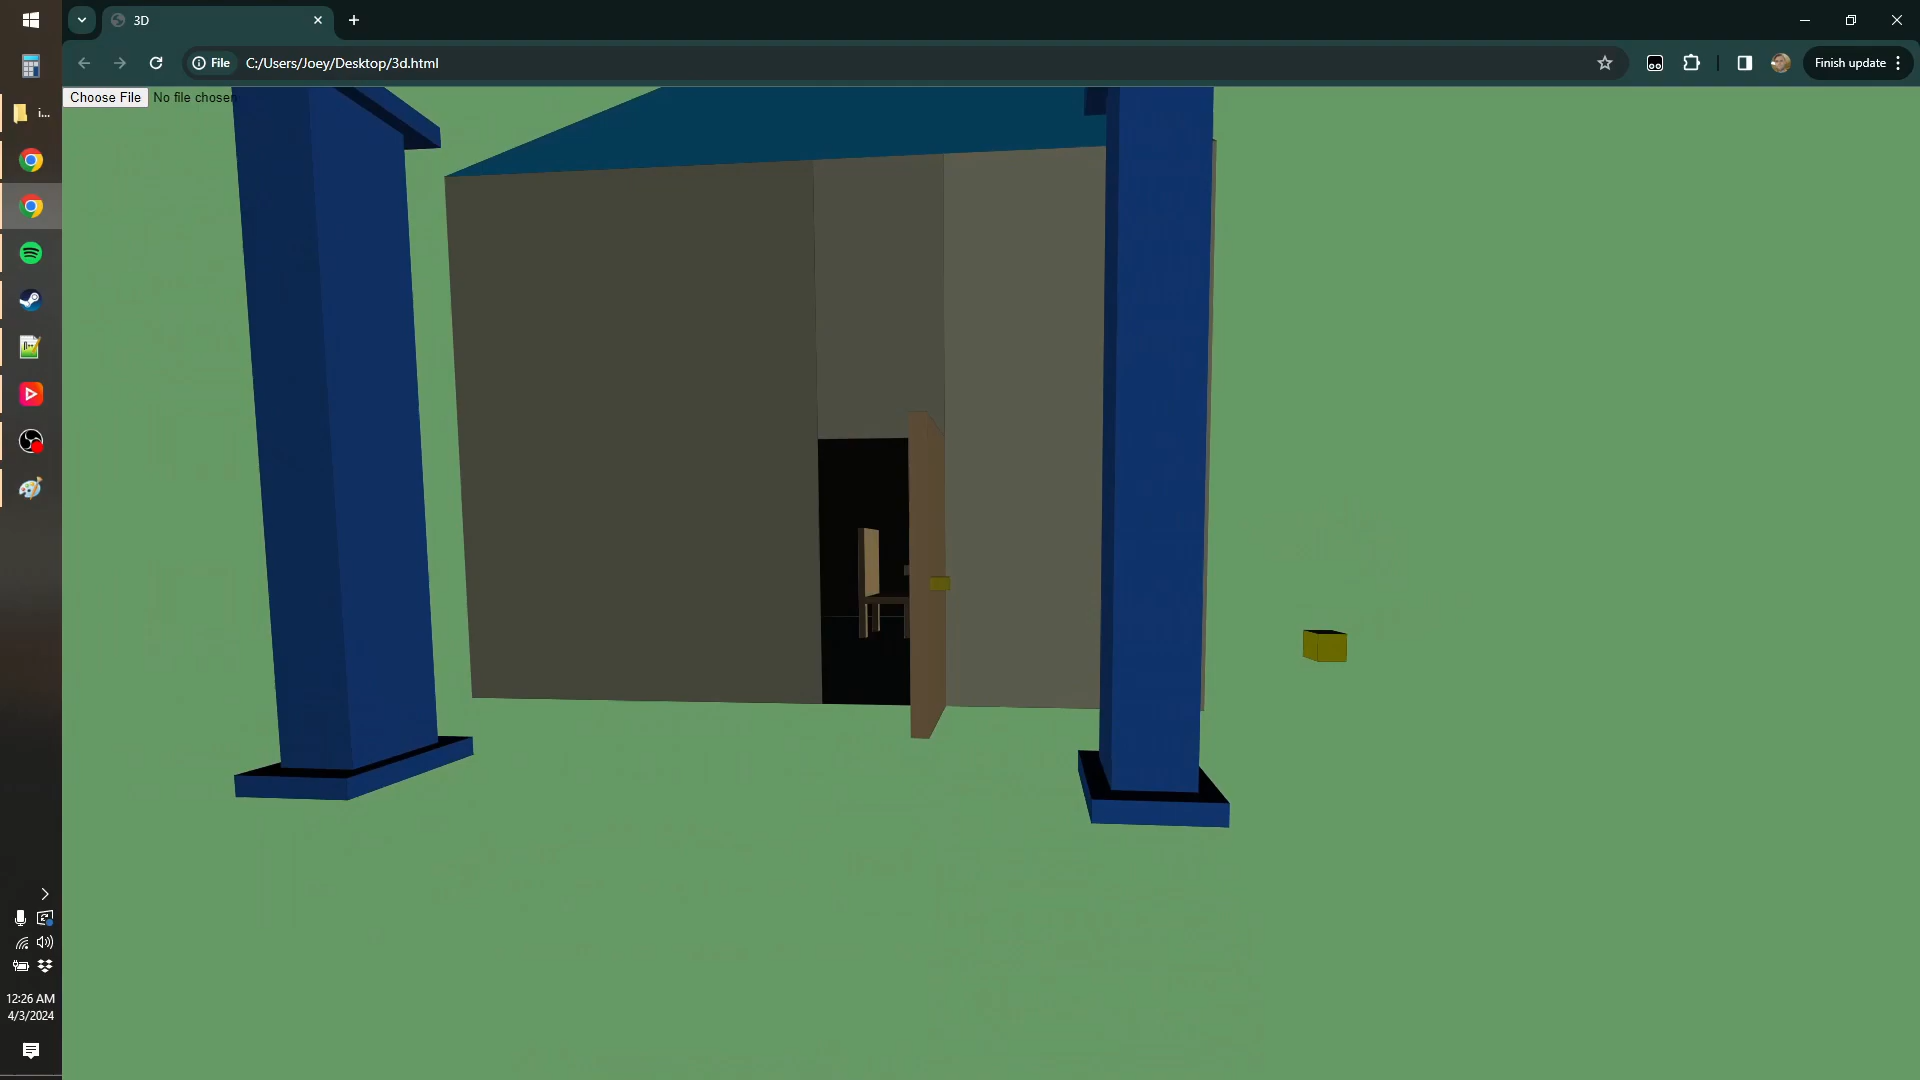 3D
File
C:/Users/Joey/Desktop/3d.html
Finish update
Choose File No file chosen
i...
12:26 AM
4/3/2024